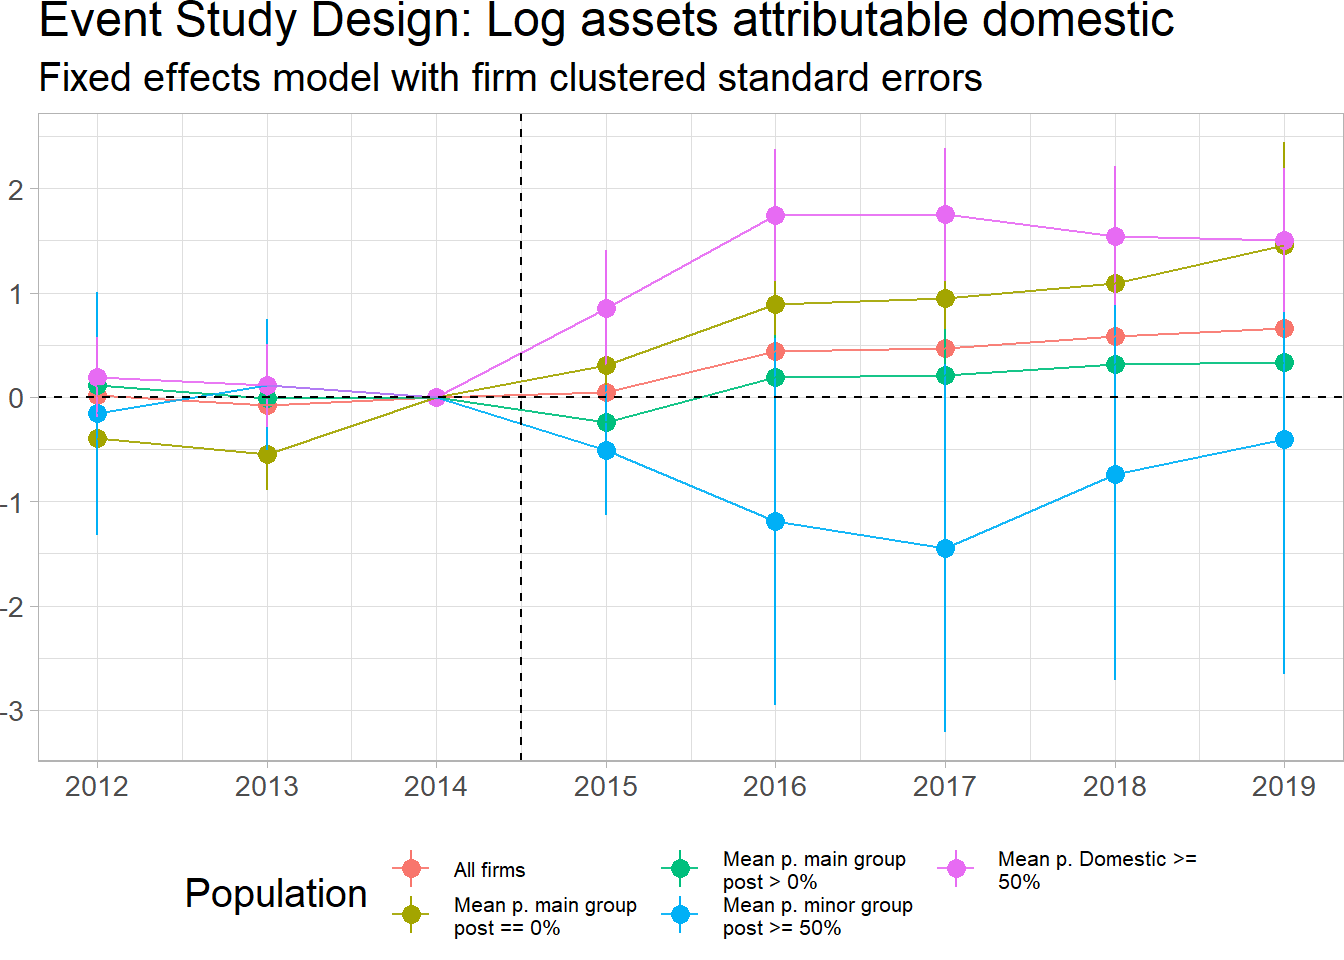 Event Study Design: Log assets attributable domestic
Fixed effects model with firm clustered standard errors
2
1
0
-1
-2
-3
2012 2013 2014 2015 2016 2017 2018 2019
Population
All firms
Mean p. main group
post == 0%
Mean p. main group
post > 0%
Mean p. minor group
post >= 50%
Mean p. Domestic >=
50%